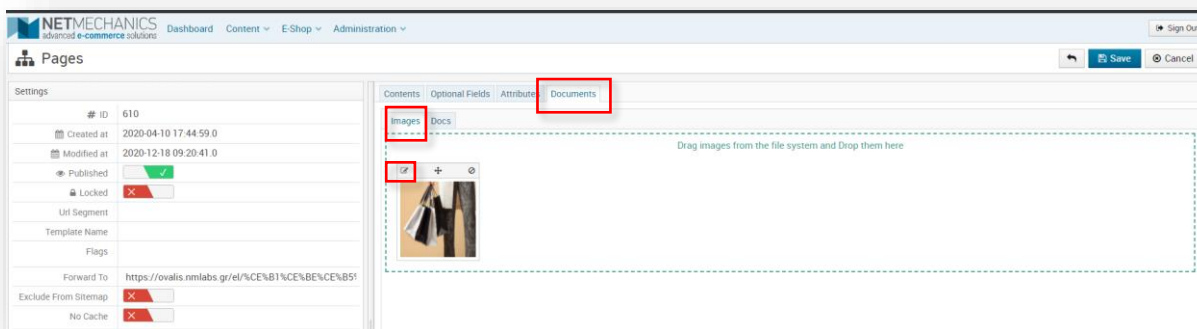 NETMECHANICS
advanced e-commerce solutions
Dashboard Content E-Shop Administration
Sign Out
Pages
Save Cancel
Settings
# ID 610
Created at 2020-04-10 17:44:59.0
Modified at 2020-12-18 09:20:41.0
Published
Locked
Url Segment
Template Name
Flags
Forward To https://ovalis.nmlabs.gr/el/%CE%B1%CE%BE%CE%B5%
Exclude From Sitemap
No Cache
Contents Optional Fields Attributes Documents
Images Docs
Drag images from the file system and Drop them here